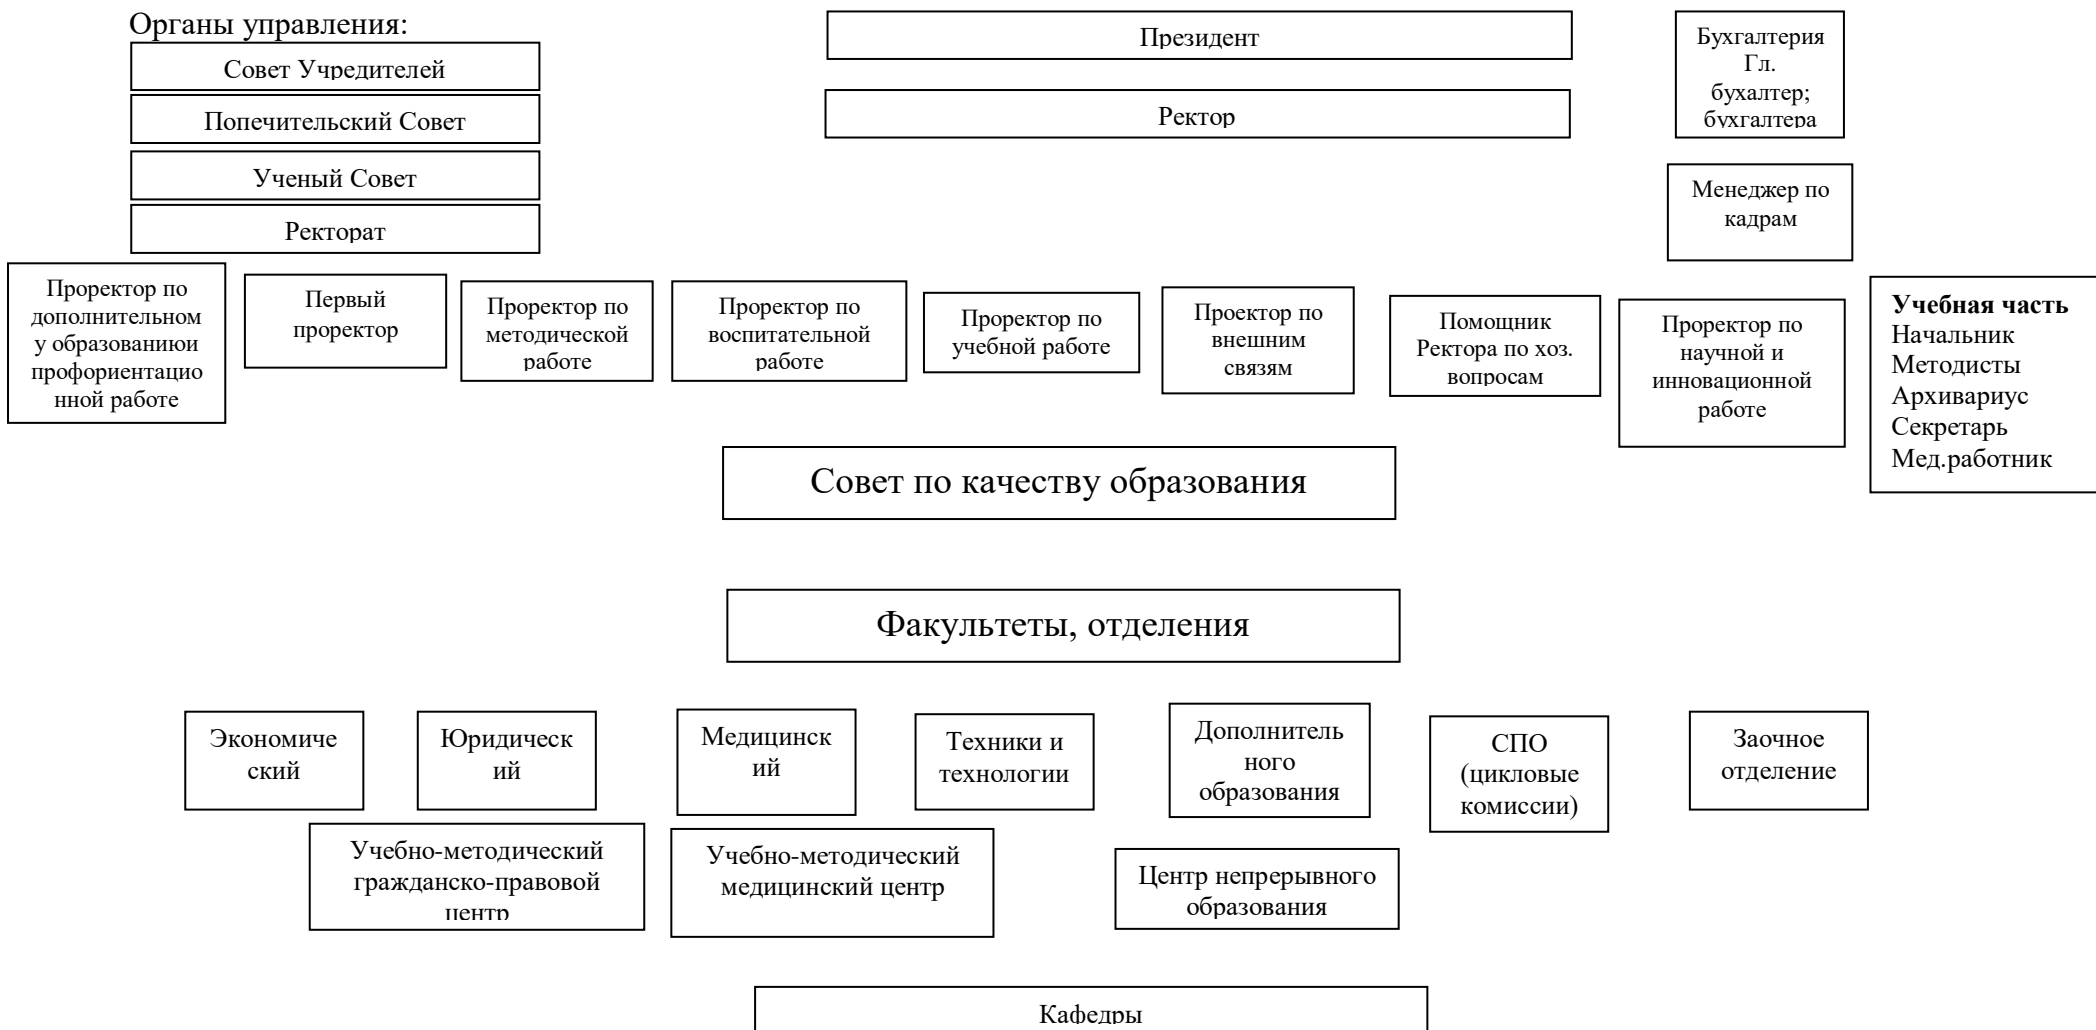 Органы управления:
Совет Учредителей
Попечительский Совет
Ученый Совет
Ректорат
Президент
Ректор
Бухгалтерия
Гл.
бухалтер;
бухгалтера
Менеджер по
кадрам
Проректор по
дополнительном
у образованиюи
профориентацио
нной работе
Первый
проректор
Проректор по
методической
работе
Проректор по
воспитательной
работе
Проректор по
учебной работе
Проектор по
внешним
связям
Помощник
Ректора по хоз.
вопросам
Проректор по
научной и
инновационной
работе
Учебная часть
Начальник
Методисты
Архивариус
Секретарь
Мед.работник
Совет по качеству образования
Факультеты, отделения
Экономиче
ский
Юридическ
ий
Медицинск
ий
Техники и
технологии
Дополнитель
ного
образования
СПО
(цикловые
комиссии)
Заочное
отделение
Учебно-методический
гражданско-правовой
центр
Учебно-методический
медицинский центр
Центр непрерывного
образования
Кафедры